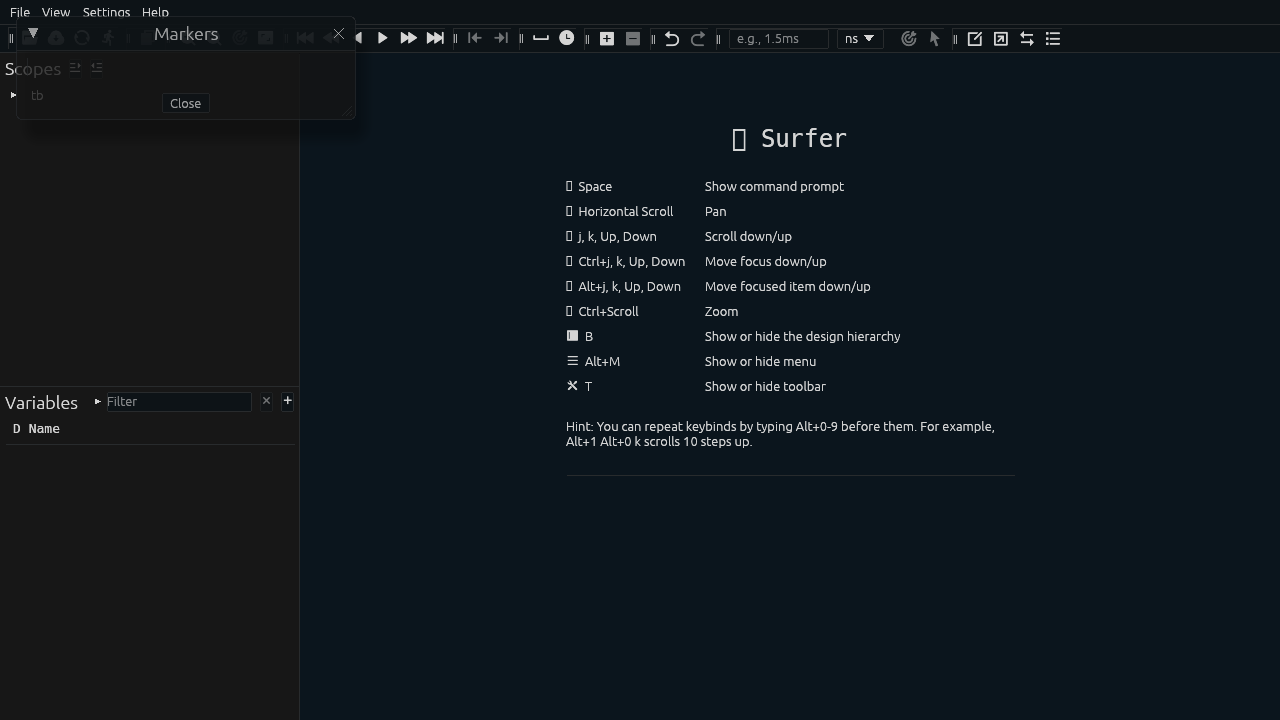 File View Settings Help
Markers
e.g., 1.5ms
ns
Scopes
tb
Close
Surfer
Space Show command prompt
Horizontal Scroll Pan
j, k, Up, Down Scroll down/up
Ctrl+j, k, Up, Down Move focus down/up
Alt+j, k, Up, Down Move focused item down/up
Ctrl+Scroll Zoom
B Show or hide the design hierarchy
Alt+M Show or hide menu
T Show or hide toolbar
Hint: You can repeat keybinds by typing Alt+0-9 before them. For example,
Alt+1 Alt+0 k scrolls 10 steps up.
Variables Filter
D Name